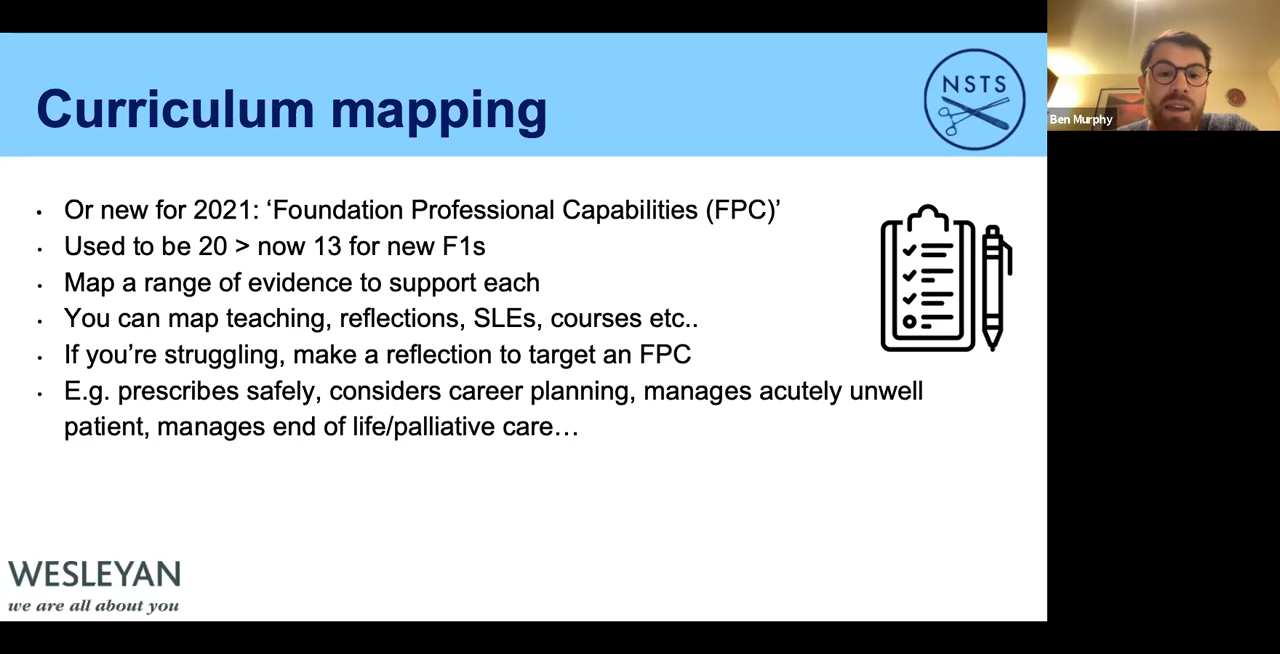 Curriculum mapping
NSTS
Ben Murphy
• Or new for 2021: ‘Foundation Professional Capabilities (FPC)’
• Used to be 20 > now 13 for new F1s
• Map a range of evidence to support each
• You can map teaching, reflections, SLEs, courses etc..
• If you’re struggling, make a reflection to target an FPC
• E.g. prescribes safely, considers career planning, manages acutely unwell
patient, manages end of life/palliative care…
WESLEYAN
we are all about you